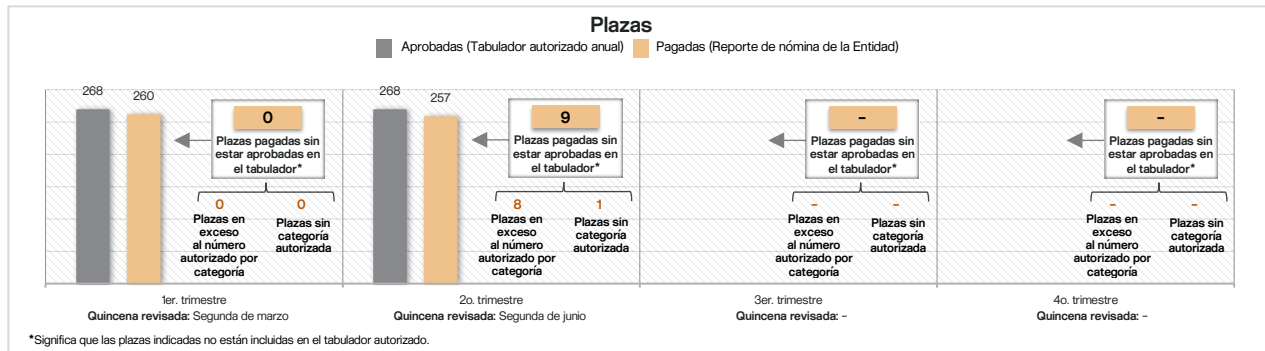 Plazas
Aprobadas (Tabulador autorizado anual) Pagadas (Reporte de nómina de la Entidad)
268
260
0
Plazas pagadas sin
estar aprobadas en
el tabulador*
0
Plazas en
exceso
al número
autorizado por
categoría
0
Plazas sin
categoría
autorizada
268
257
9
Plazas pagadas sin
estar aprobadas en
el tabulador*
8
Plazas en
exceso
al número
autorizado por
categoría
1
Plazas sin
categoría
autorizada
-
Plazas pagadas sin
estar aprobadas en
el tabulador*
-
Plazas en
exceso
al número
autorizado por
categoría
-
Plazas sin
categoría
autorizada
-
Plazas pagadas sin
estar aprobadas en
el tabulador*
-
Plazas en
exceso
al número
autorizado por
categoría
-
Plazas sin
categoría
autorizada
1er. trimestre
Quincena revisada: Segunda de marzo
2o. trimestre
Quincena revisada: Segunda de junio
3er. trimestre
Quincena revisada: -
4o. trimestre
Quincena revisada: -
*Significa que las plazas indicadas no están incluidas en el tabulador autorizado.